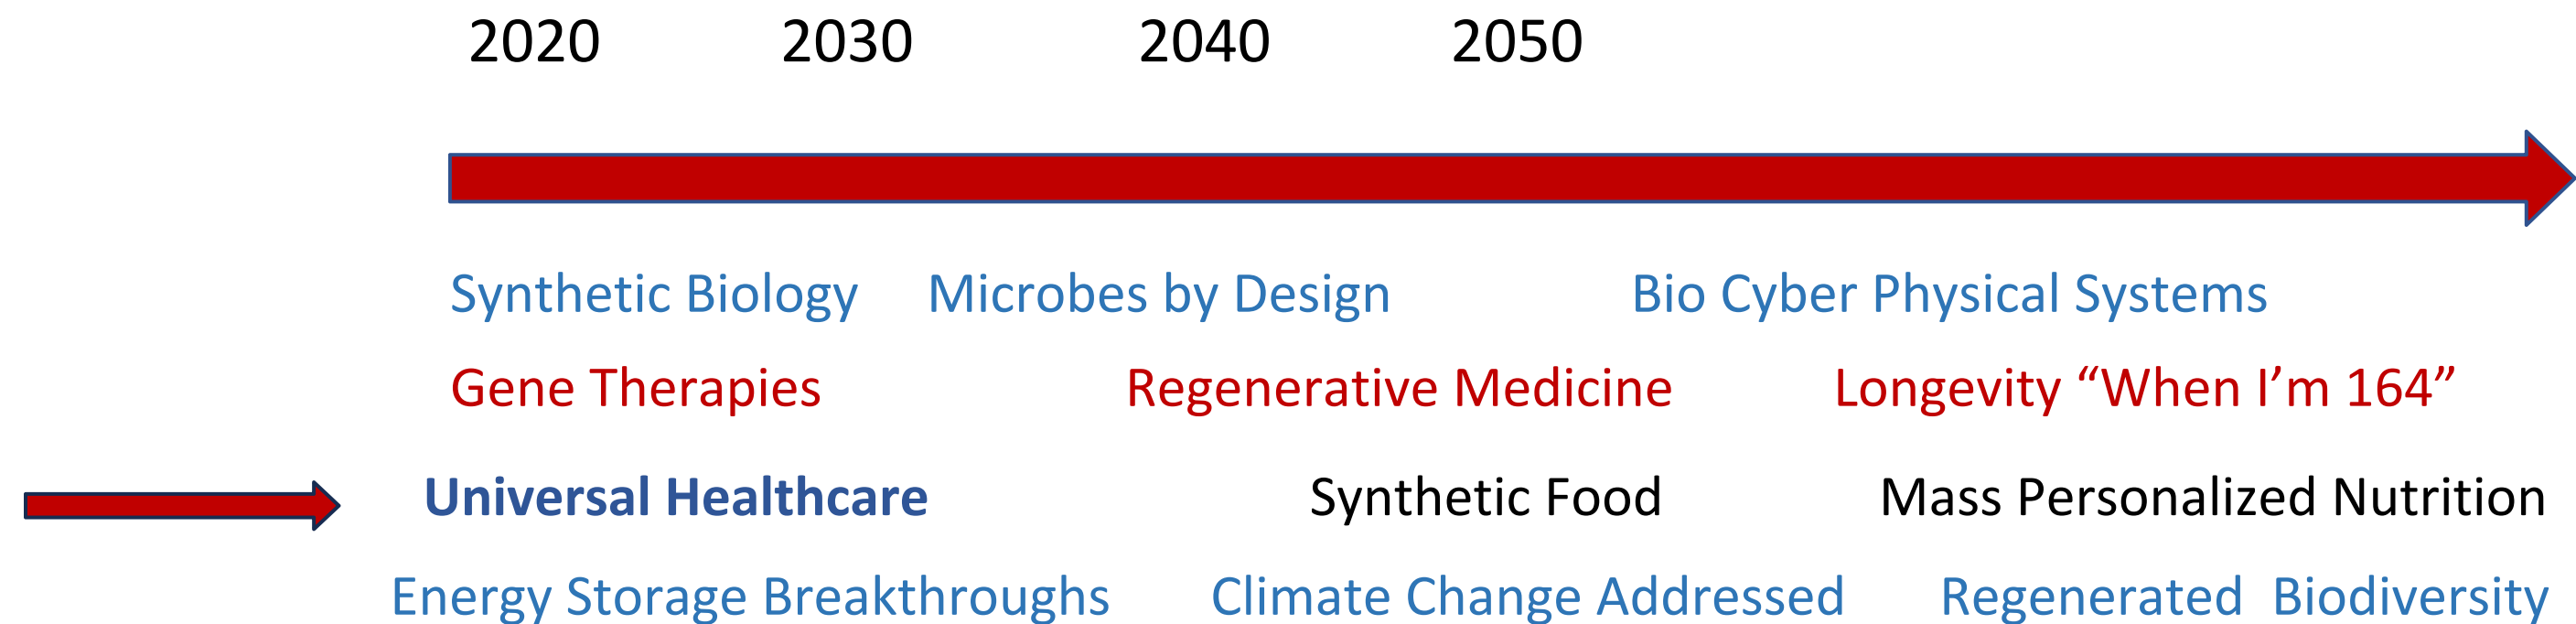 2020 2030 2040 2050
Synthetic Biology Microbes by Design Bio Cyber Physical Systems
Gene Therapies Regenerative Medicine Longevity “When I’m 164”
Universal Healthcare Synthetic Food Mass Personalized Nutrition
Energy Storage Breakthroughs Climate Change Addressed Regenerated Biodiversity